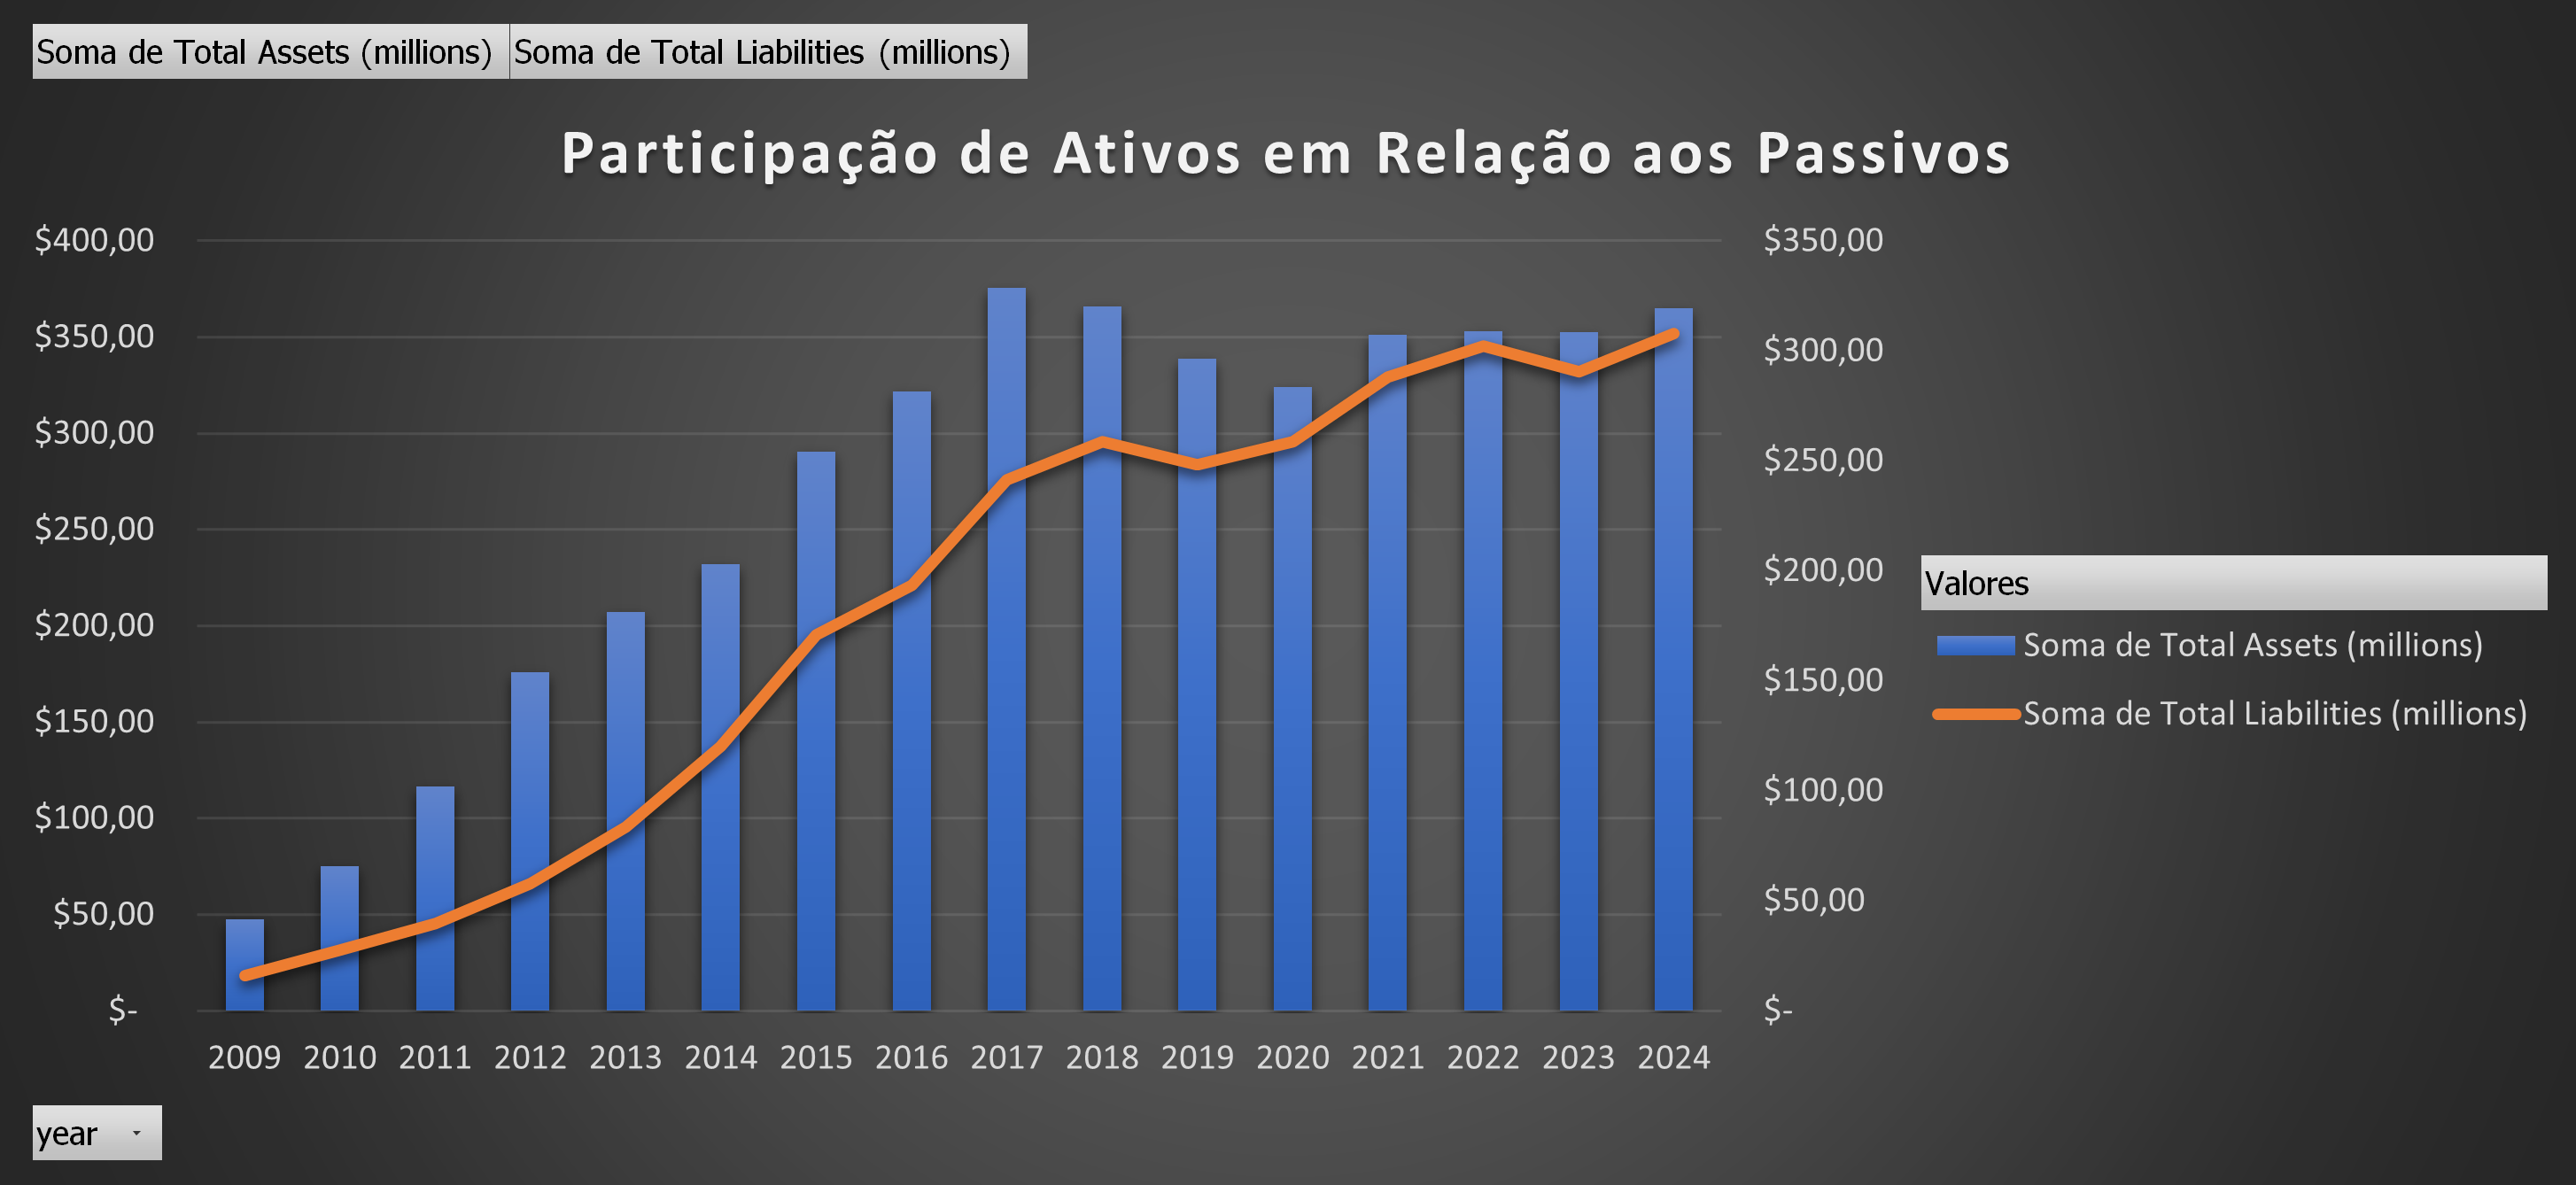 Soma de Total Assets (millions) Soma de Total Liabilities (millions)
Participação de Ativos em Relação aos Passivos
$400,00
$350,00
$300,00
$250,00
$200,00
$150,00
$100,00
$50,00
$-
$350,00
$300,00
$250,00
$200,00
$150,00
$100,00
$50,00
$-
2009 2010 2011 2012 2013 2014 2015 2016 2017 2018 2019 2020 2021 2022 2023 2024
Valores
Soma de Total Assets (millions)
Soma de Total Liabilities (millions)
year